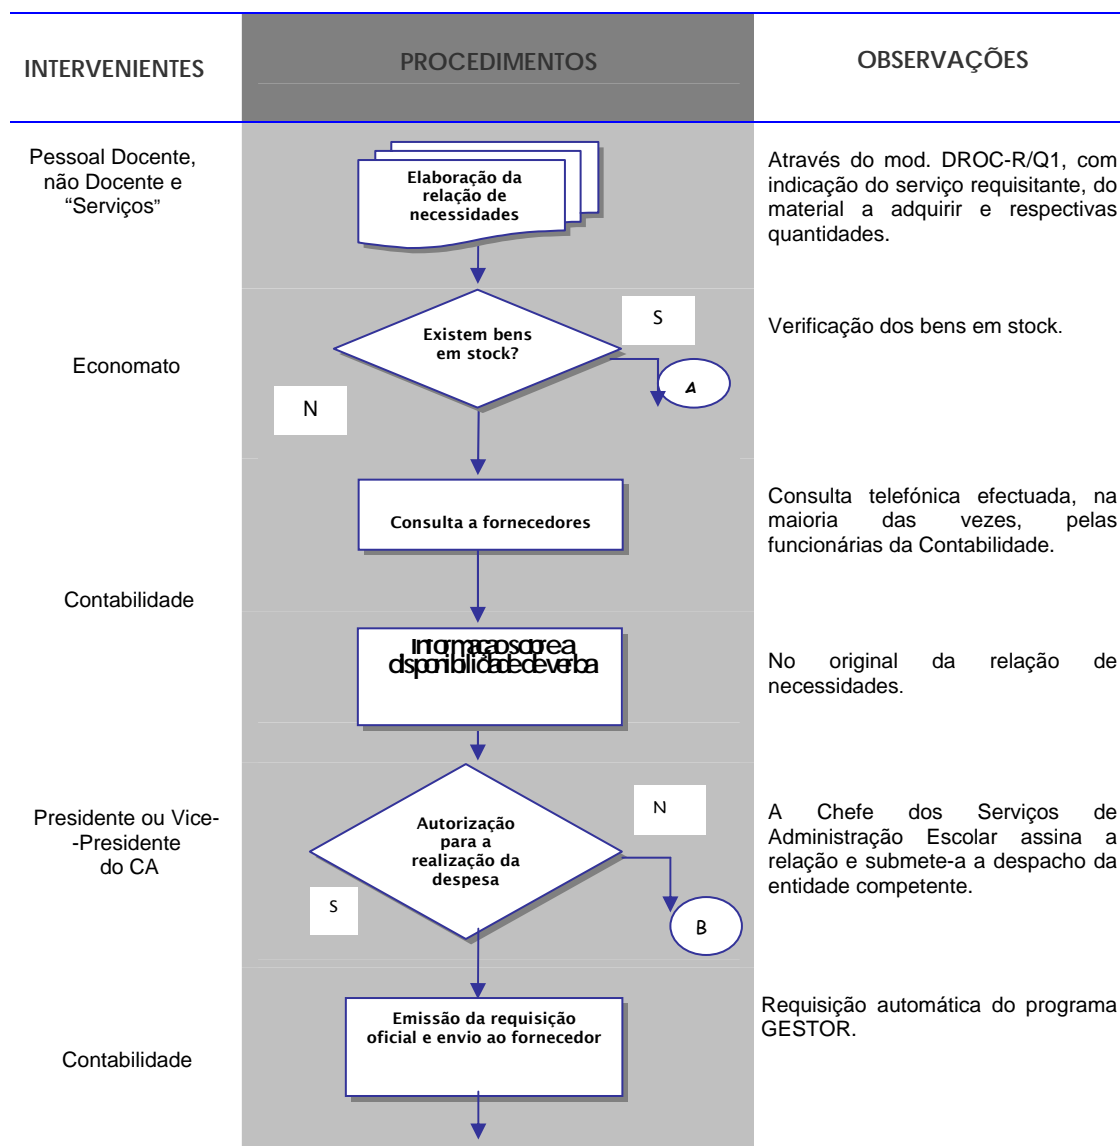 INTERVENIENTES
PROCEDIMENTOS
OBSERVAÇÕES
Pessoal Docente,
não Docente e
“Serviços”
Elaboração da
relação de
necessidades
Através do mod. DROC-R/Q1, com
indicação do serviço requisitante, do
material a adquirir e respectivas
quantidades.
Economato
Existem bens
em stock?
S
A
N
Verificação dos bens em stock.
Consulta a fornecedores
Consulta telefónica efectuada, na
maioria das vezes, pelas
funcionárias da Contabilidade.
Contabilidade
Informação sobre a
disponibilidade de verba
No original da relação de
necessidades.
Presidente ou Vice-
-Presidente
do CA
Autorização
para a
realização da
despesa
N
S
B
A Chefe dos Serviços de
Administração Escolar assina a
relação e submete-a a despacho da
entidade competente.
Contabilidade
Emissão da requisição
oficial e envio ao fornecedor
Requisição automática do programa
GESTOR.